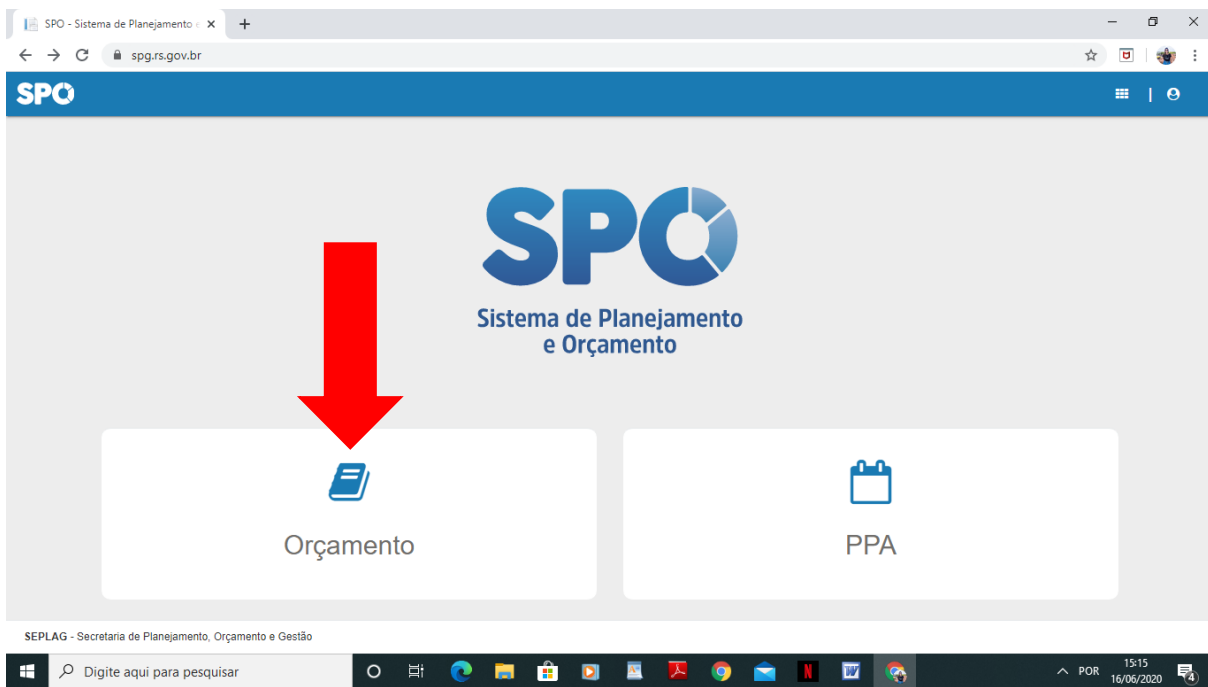 SPO - Sistema de Planejamento e
spg.rs.gov.br
SPO
SPO
Sistema de Planejamento
e Orçamento
Orçamento
PPA
SEPLAG - Secretaria de Planejamento, Orçamento e Gestão
Digite aqui para pesquisar
N
W
POR
15:15
16/06/2020
4